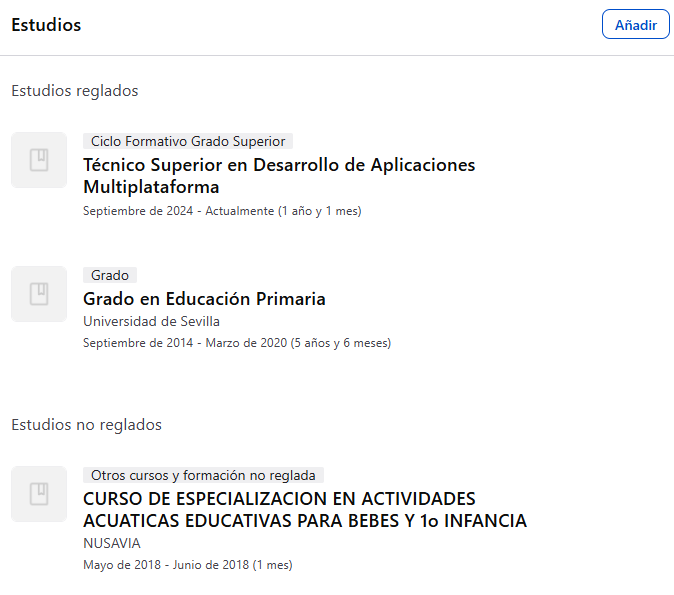 Estudios
Añadir
Estudios reglados
Ciclo Formativo Grado Superior
Técnico Superior en Desarrollo de Aplicaciones
Multiplataforma
Septiembre de 2024 - Actualmente (1 año y 1 mes)
Grado
Grado en Educación Primaria
Universidad de Sevilla
Septiembre de 2014 - Marzo de 2020 (5 años y 6 meses)
Estudios no reglados
Otros cursos y formación no reglada
CURSO DE ESPECIALIZACION EN ACTIVIDADES
ACUATICAS EDUCATIVAS PARA BEBES Y 1o INFANCIA
NUSAVIA
Mayo de 2018 - Junio de 2018 (1 mes)